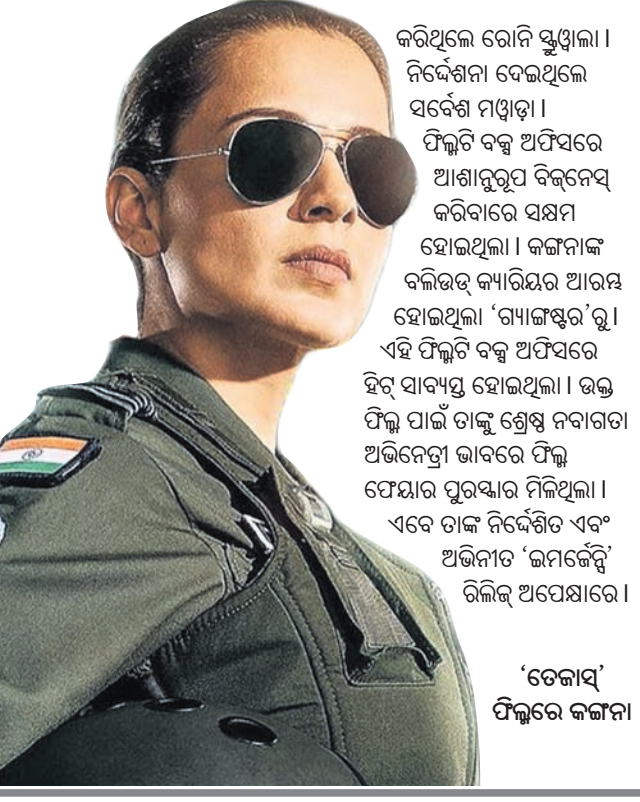 କରିଥିଲେ ରୋନି ସ୍କ୍ରୁୱାଲା ।
ନିର୍ଦ୍ଦେଶନା ଦେଇଥିଲେ
ସର୍ବେଶ ମୱାଡ଼ା ।
ଫିଲ୍ମଟି ବକ୍ସ ଅଫିସରେ
ଆଶାନୁରୂପ ବିଜ୍‌ନେସ୍
କରିବାରେ ସକ୍ଷମ
ହୋଇଥିଲା । କଙ୍ଗନାଙ୍କ
ବଲିଉଡ୍ କ୍ୟାରିୟର ଆରମ୍ଭ
ହୋଇଥିଲା ‘ଗ୍ୟାଙ୍ଗଷ୍ଟର’ରୁ ।
ଏହି ଫିଲ୍ମଟି ବକ୍ସ ଅଫିସରେ
ହିଟ୍ ସାବ୍ୟସ୍ତ ହୋଇଥିଲା । ଉକ୍ତ
ଫିଲ୍ମ ପାଇଁ ତାଙ୍କୁ ଶ୍ରେଷ୍ଠ ନବାଗତା
ଅଭିନେତ୍ରୀ ଭାବରେ ଫିଲ୍ମ
ଫେୟାର ପୁରସ୍କାର ମିଳିଥିଲା ।
ଏବେ ତାଙ୍କ ନିର୍ଦ୍ଦେଶିତ ଏବଂ
ଅଭିନୀତ ‘ଇମର୍ଜେନ୍ସି’
ରିଲିଜ୍ ଅପେକ୍ଷାରେ ।
‘ତେଜାସ୍’
ଫିଲ୍ମରେ କଙ୍ଗନା